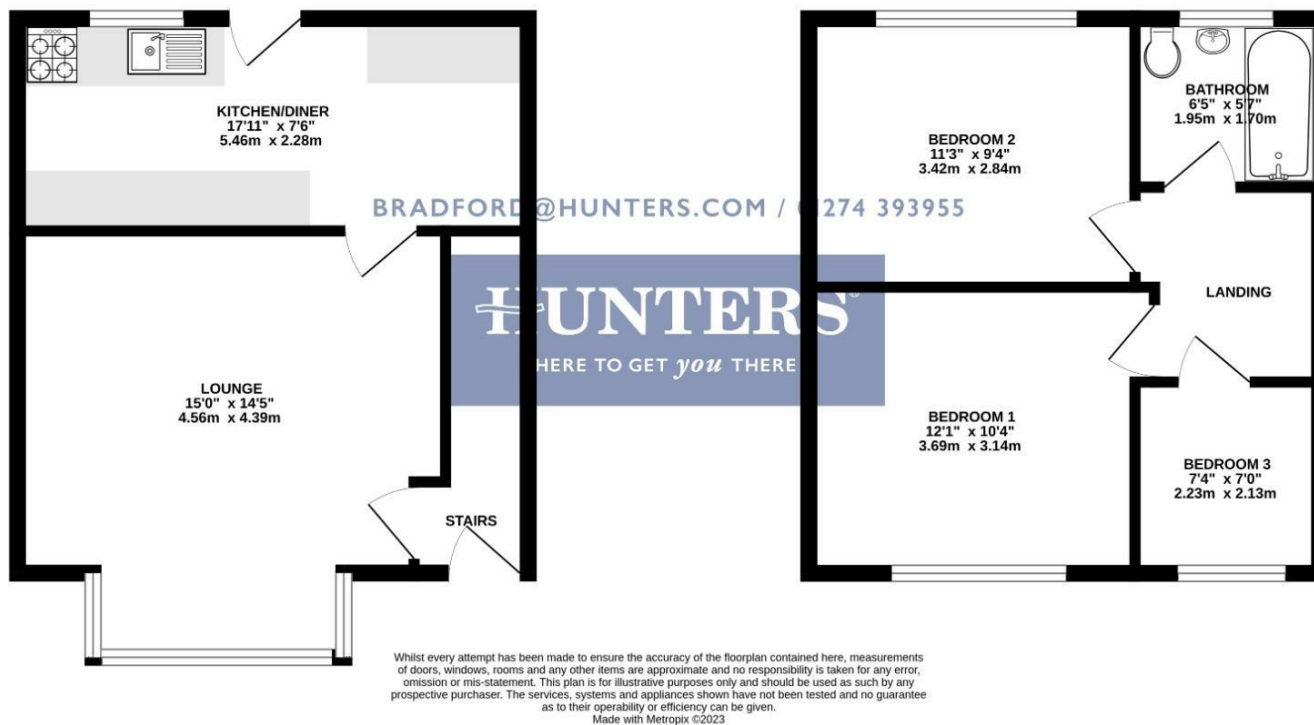 KITCHEN/DINER
17'11" x 7'6"
5.46m x 2.28m
BEDROOM 2
11'3" x 9'4"
3.42m x 2.84m
BATHROOM
6'5" x 5'7"
1.95m x 1.70m
BRADFORD@HUNTERS.COM / 01274 393955
LANDING
HUNTERS®
HERE TO GET you THERE
LOUNGE
15'0" x 14'5"
4.56m x 4.39m
BEDROOM 1
12'1" x 10'4"
3.69m x 3.14m
BEDROOM 3
7'4" x 7'0"
2.23m x 2.13m
STAIRS
Whilst every attempt has been made to ensure the accuracy of the floorplan contained here, measurements
of doors, windows, rooms and any other items are approximate and no responsibility is taken for any error,
omission or mis-statement. This plan is for illustrative purposes only and should be used as such by any
prospective purchaser. The services, systems and appliances shown have not been tested and no guarantee
as to their operability or efficiency can be given.
Made with Metropix ©2023